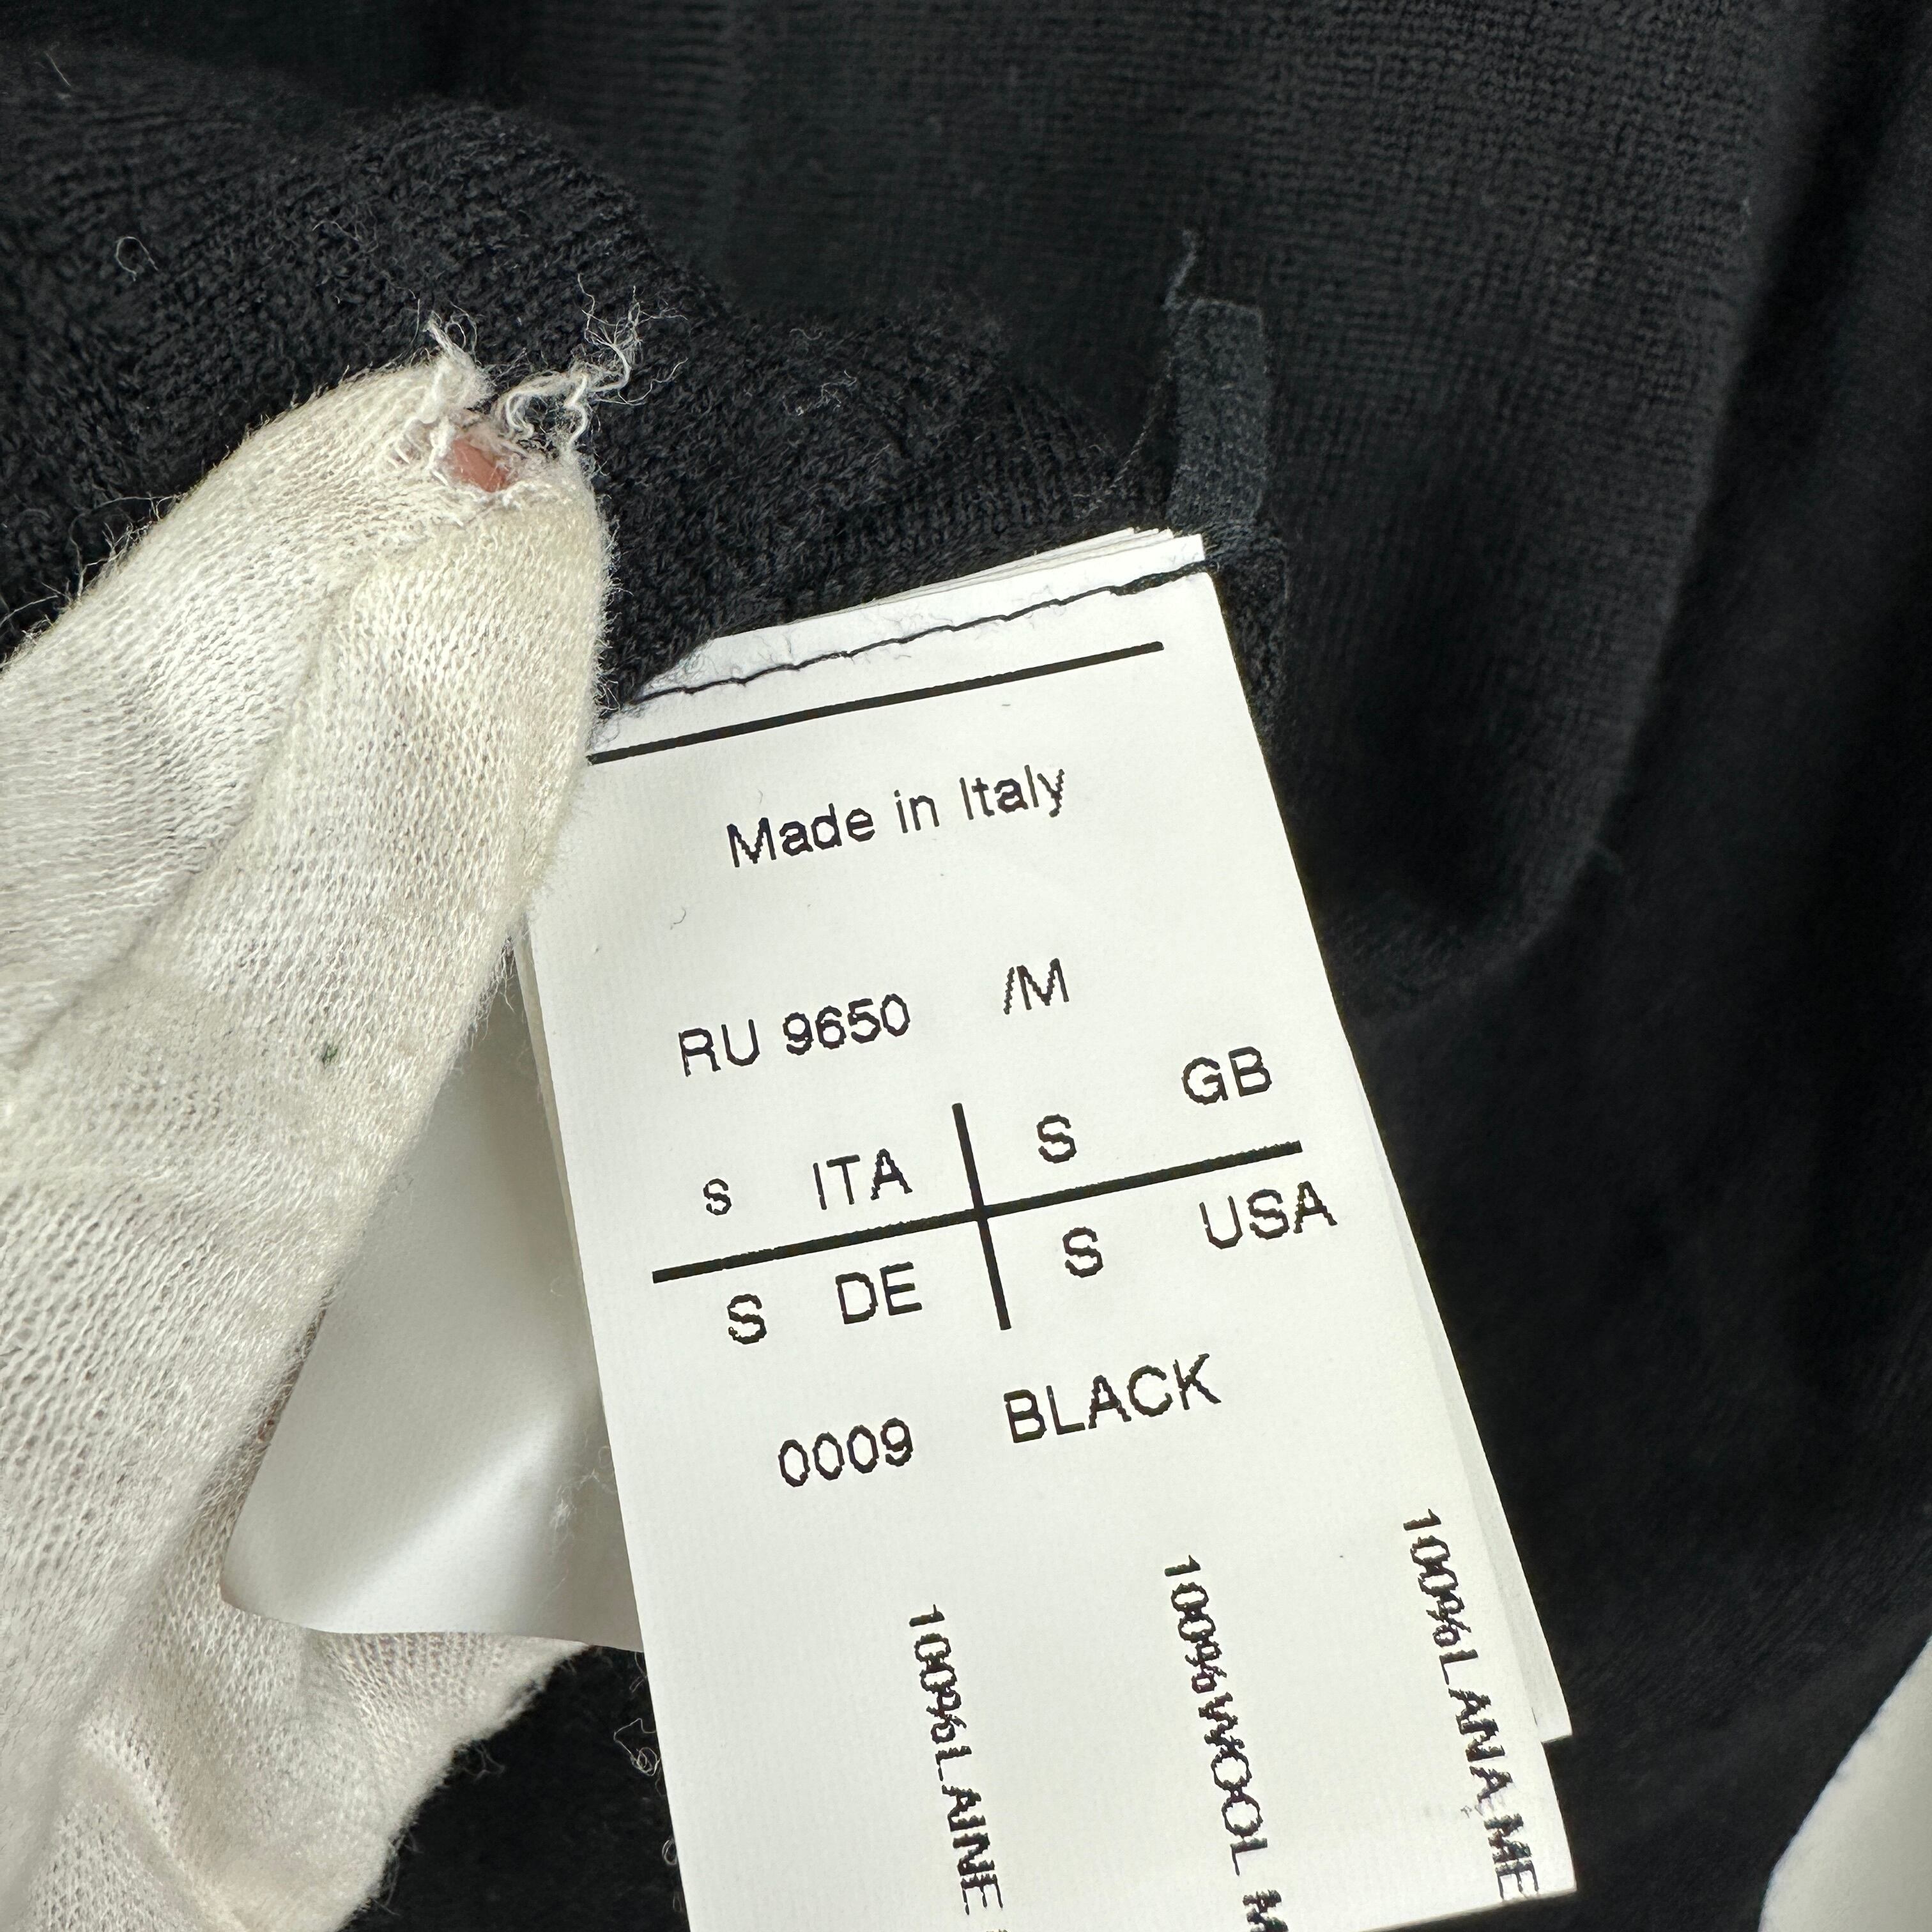 Made in Italy
RU 9650 /M
s ITA S GB
S DE S USA
0009 BLACK
100%LAINE
100%WOOL M
100%LANA ME